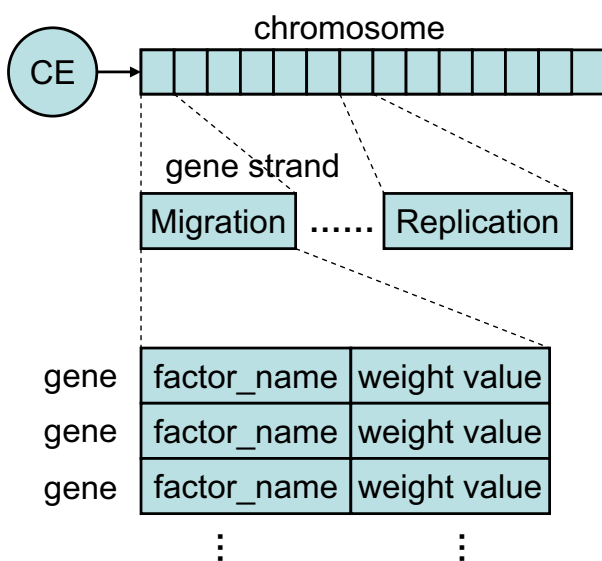 chromosome
CE
gene strand
Migration ...... Replication
gene factor_name weight value
gene factor_name weight value
gene factor_name weight value
⋮ ⋮